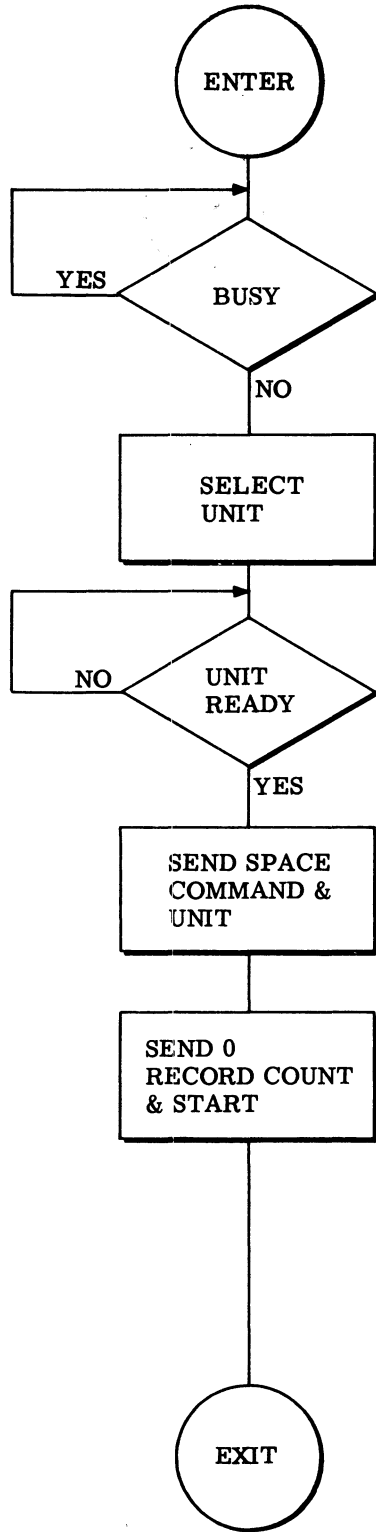 ENTER
YES
BUSY
NO
SELECT
UNIT
NO
UNIT
READY
YES
SEND SPACE
COMMAND &
UNIT
SEND 0
RECORD COUNT
& START
EXIT